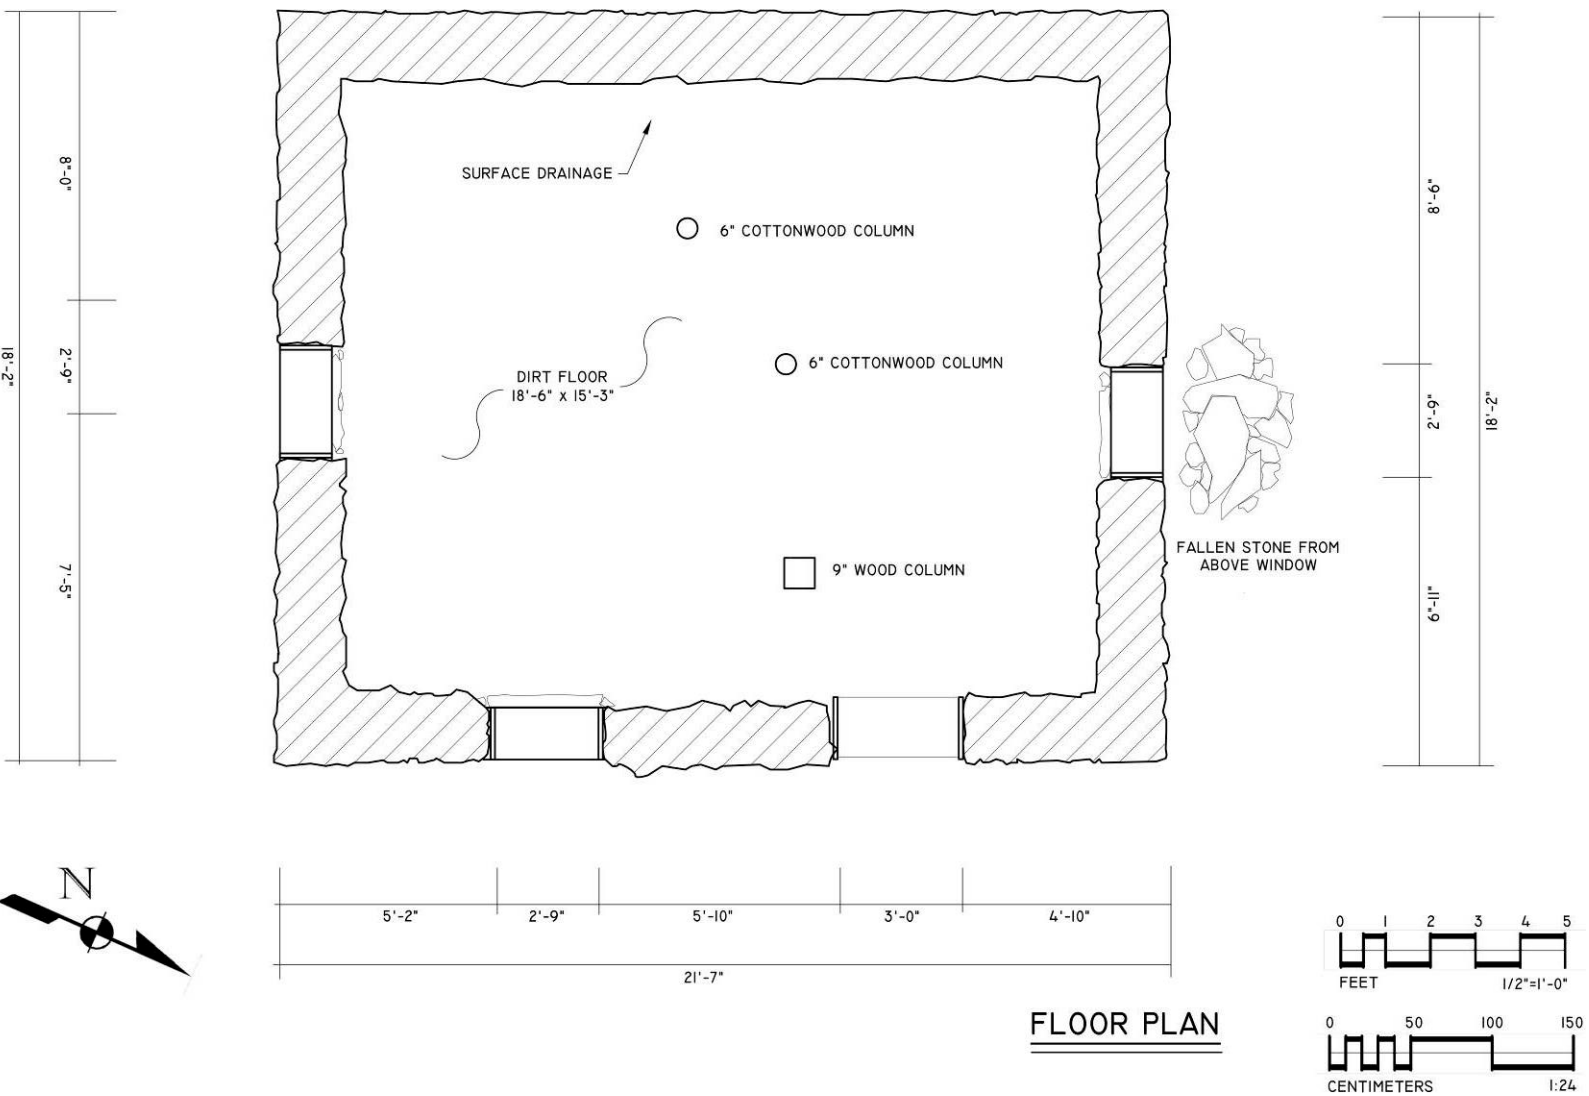 SURFACE DRAINAGE
6" COTTONWOOD COLUMN
6" COTTONWOOD COLUMN
DIRT FLOOR
18'-6" x 15'-3"
9" WOOD COLUMN
FALLEN STONE FROM
ABOVE WINDOW
8"-0"
2'-9"
7'-5"
18'-2"
8'-6"
2'-9"
6"-11"
18'-2"
N
5'-2"
2'-9"
5'-10"
3'-0"
4'-10"
21'-7"
FLOOR PLAN
0 1 2 3 4 5
FEET 1/2"=1'-0"
0 50 100 150
CENTIMETERS 1:24